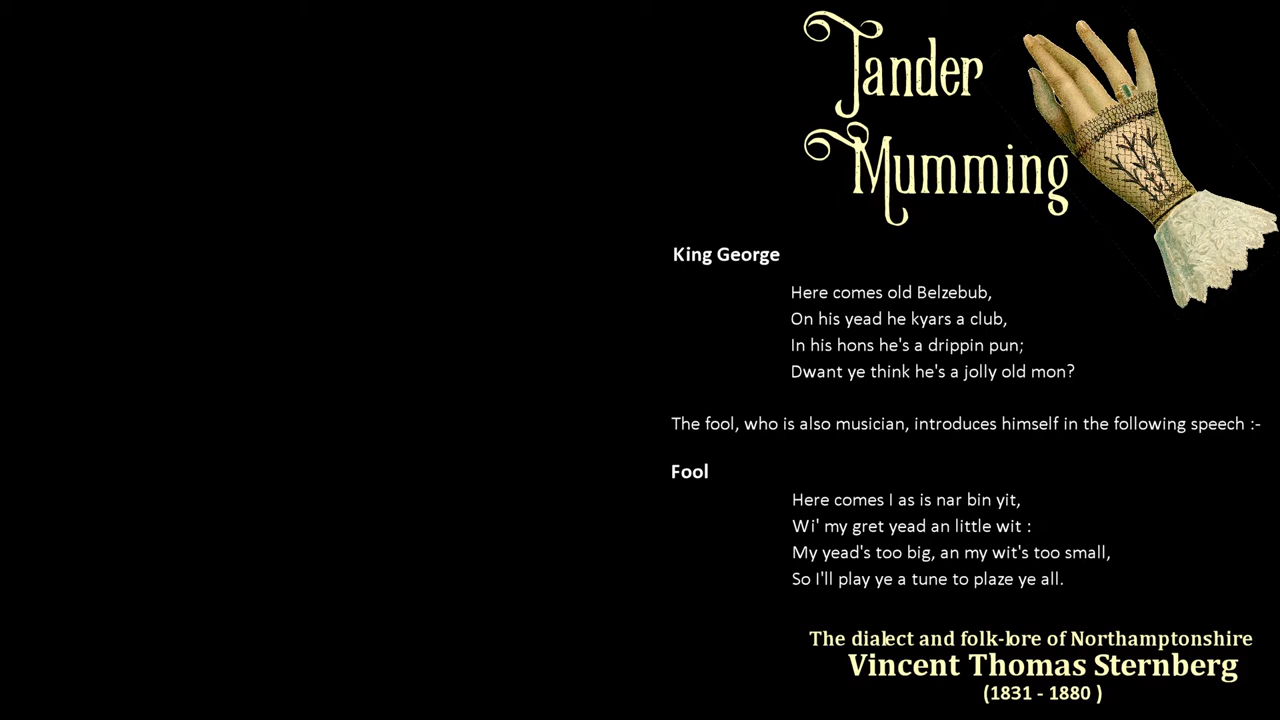 Tander
Mumming
King George
Here comes old Belzebub,
On his yead he kyars a club,
In his hons he's a drippin pun;
Dwant ye think he's a jolly old mon?
The fool, who is also musician, introduces himself in the following speech :-
Fool
Here comes I as is nar bin yit,
Wi' my gret yead an little wit :
My yead's too big, an my wit's too small,
So I'll play ye a tune to plaze ye all.
The dialect and folk-lore of Northamptonshire
Vincent Thomas Sternberg
(1831 - 1880 )